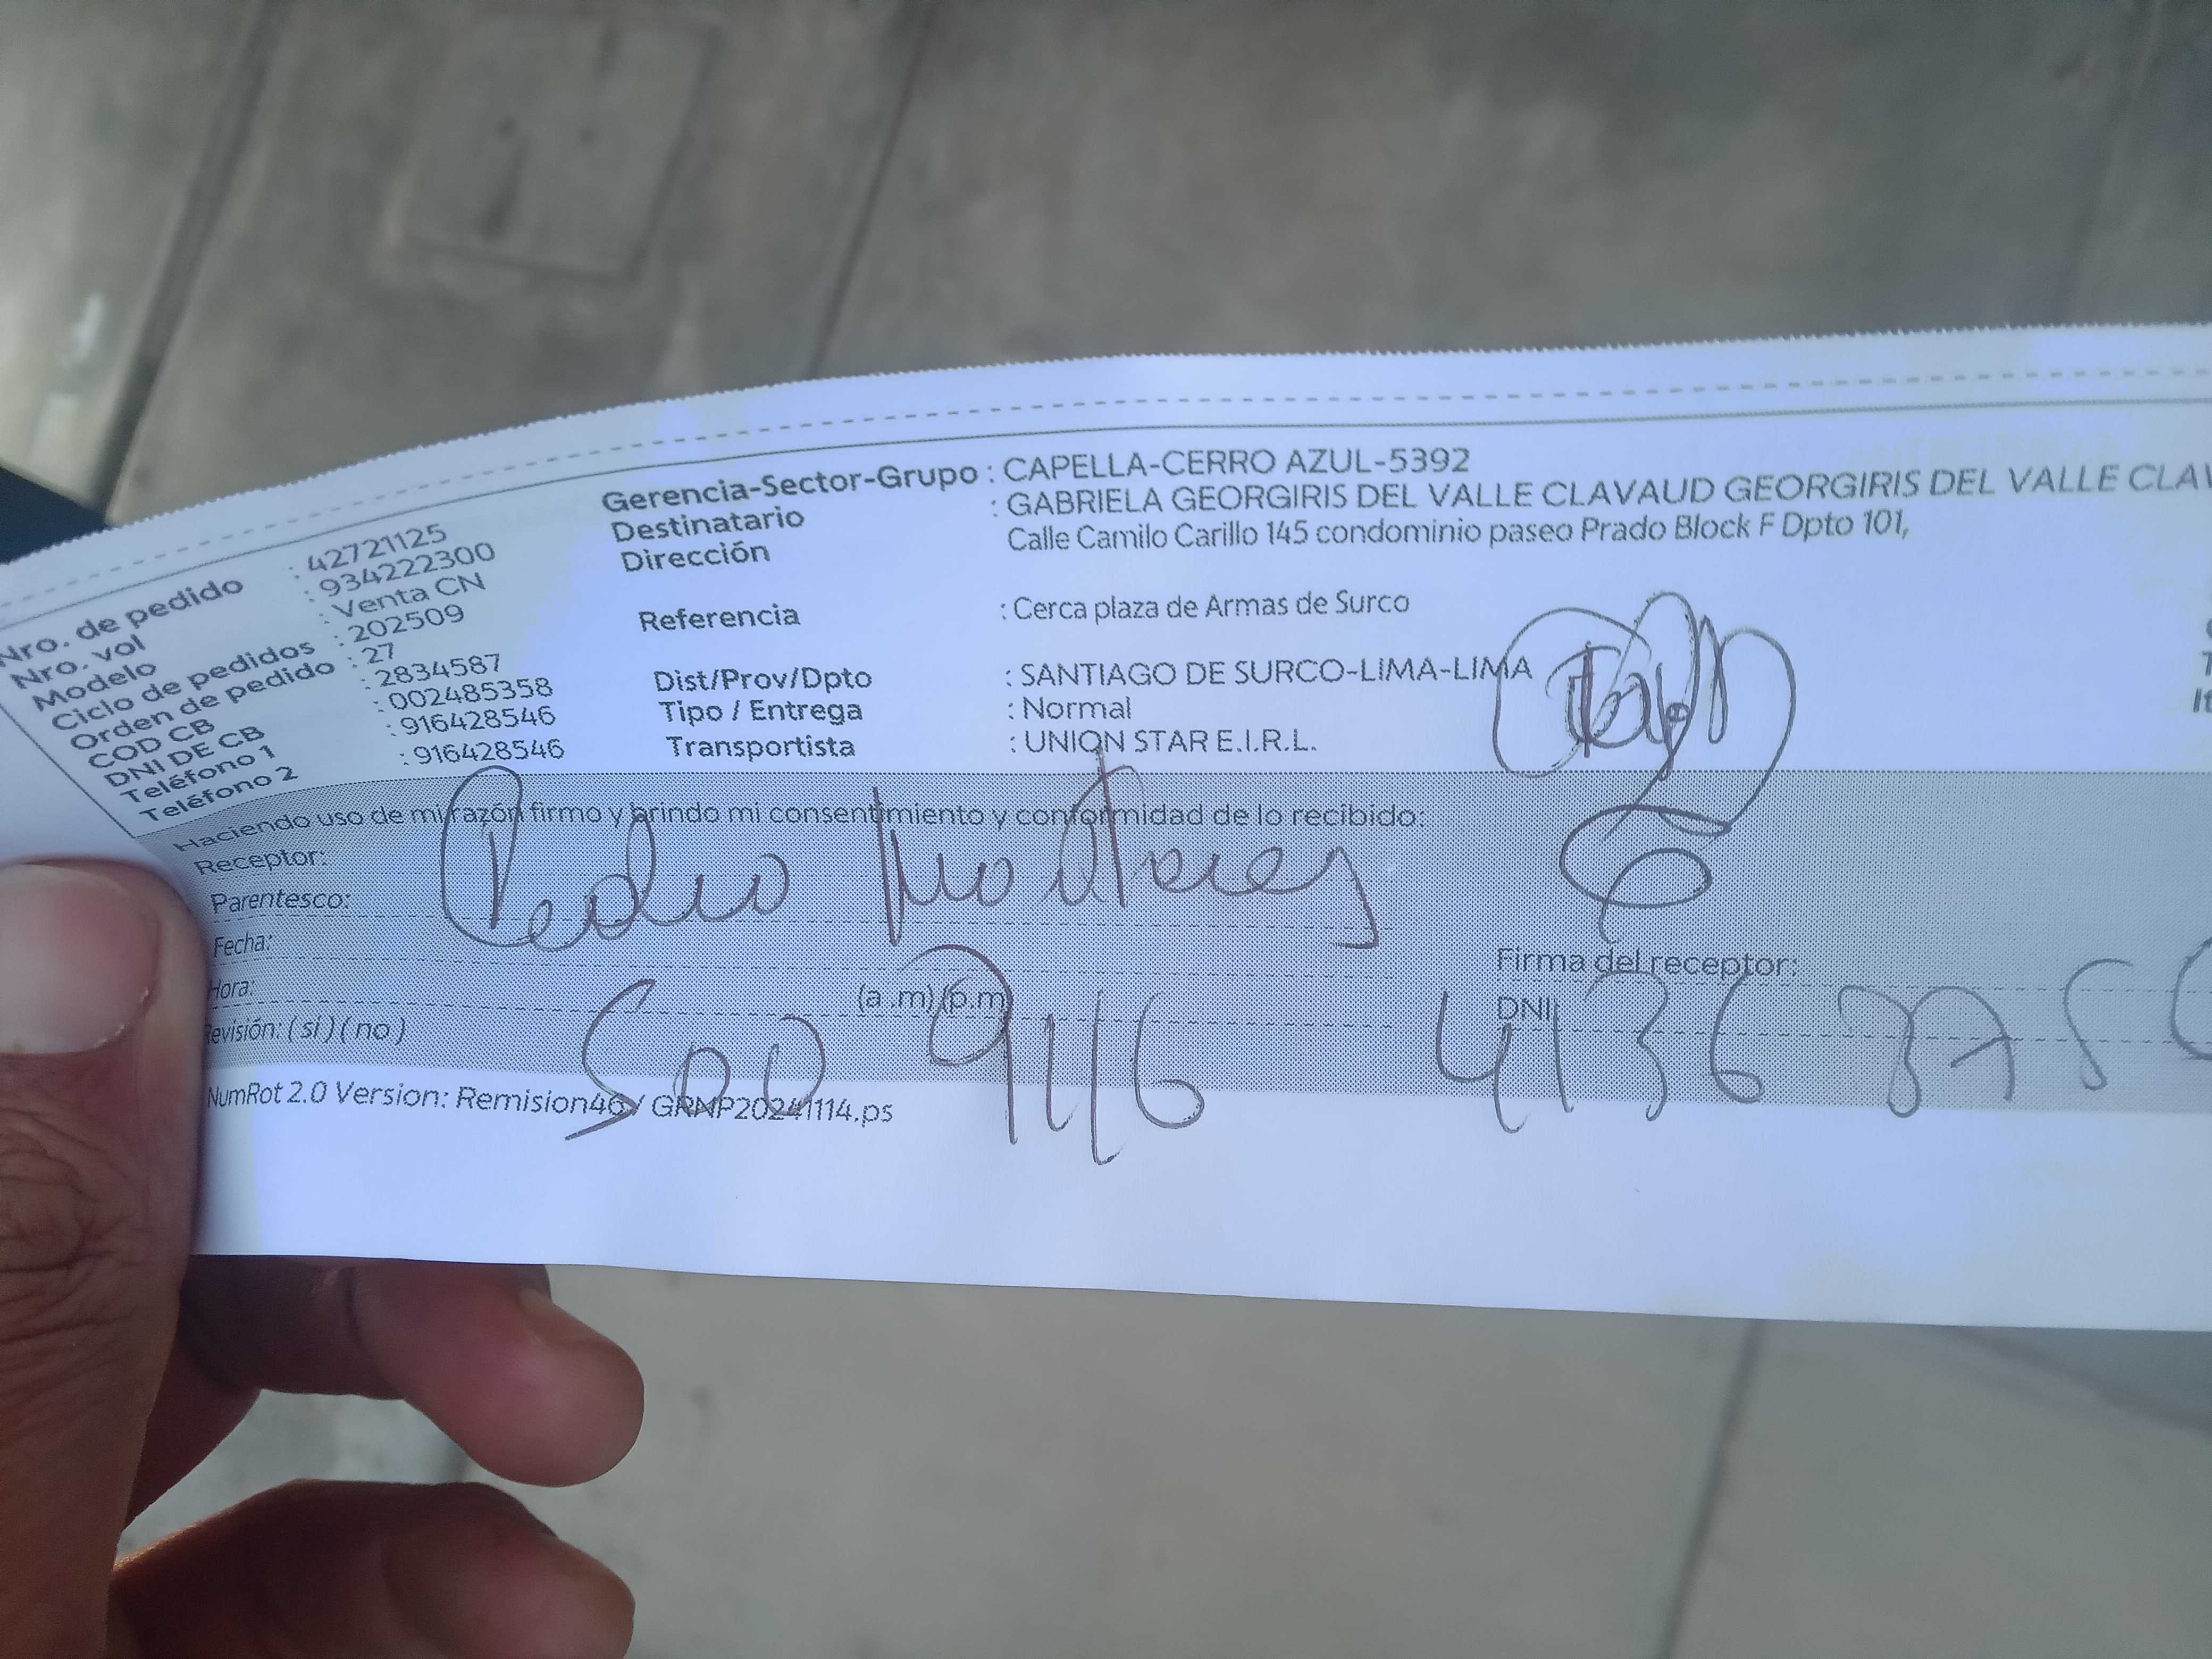 Nro. de pedido : 42721125
Nro. vol : 934222300
Modelo : Venta CN
Ciclo de pedidos : 202509
Orden de pedido : 27
COD CB : 2834587
DNI DE CB : 002485358
Teléfono 1 : 916428546
Teléfono 2 : 916428546
Gerencia-Sector-Grupo : CAPELLA-CERRO AZUL-5392
Destinatario : GABRIELA GEORGIRIS DEL VALLE CLAVAUD GEORGIRIS DEL VALLE CLAV
Dirección Calle Camilo Carillo 145 condominio paseo Prado Block F Dpto 101,
Referencia : Cerca plaza de Armas de Surco
Dist/Prov/Dpto : SANTIAGO DE SURCO-LIMA-LIMA
Tipo / Entrega : Normal
Transportista : UNION STAR E.I.R.L.
Haciendo uso de mi razón firmo y brindo mi consentimiento y conformidad de lo recibido:
Receptor:
Parentesco: Pedro
Fecha:
Hora: (a.m)(p.m)
Revisión: (si) (no)
Firma del receptor:
DNI
NumRot 2.0 Version: Remision46 / GRNP20241114.ps